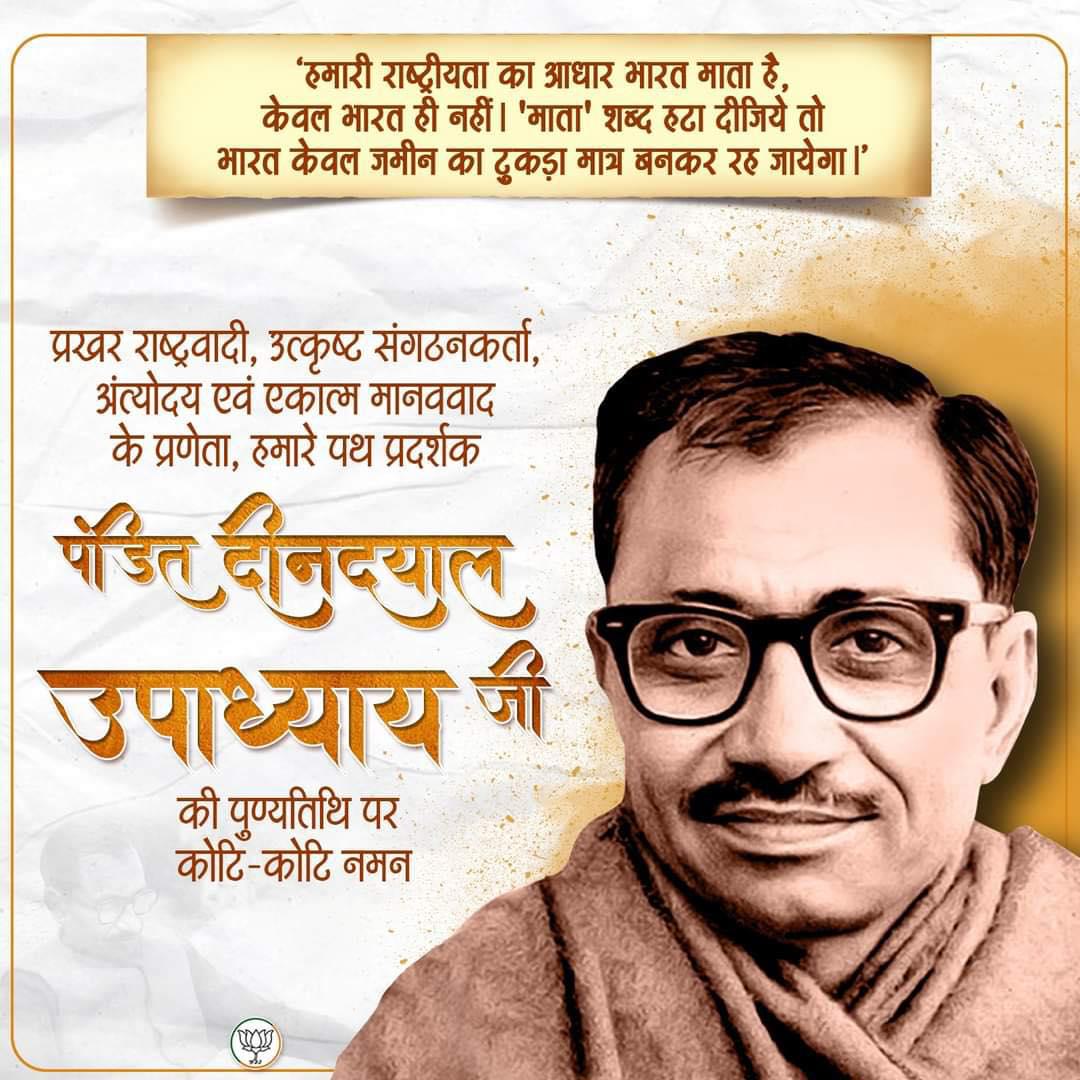 ‘हमारी राष्ट्रीयता का आधार भारत माता है,
केवल भारत ही नहीं। 'माता' शब्द हटा दीजिये तो
भारत केवल जमीन का टुकड़ा मात्र बनकर रह जायेगा।’
प्रखर राष्ट्रवादी, उत्कृष्ट संगठनकर्ता,
अंत्योदय एवं एकात्म मानववाद
के प्रणेता, हमारे पथ प्रदर्शक
पंडित दीनदयाल
उपाध्याय जी
की पुण्यतिथि पर
कोटि-कोटि नमन